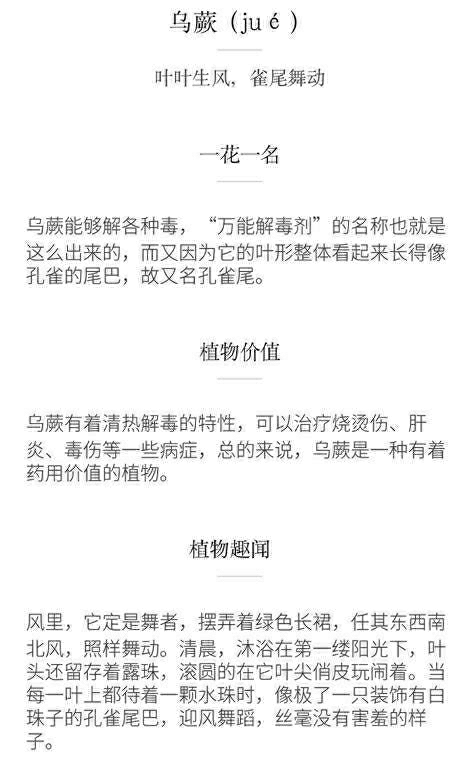 乌蕨（jué）
叶叶生风，雀尾舞动
一花一名
乌蕨能够解各种毒，“万能解毒剂”的名称也就是
这么出来的，而又因为它的叶形整体看起来长得像
孔雀的尾巴，故又名孔雀尾。
植物价值
乌蕨有着清热解毒的特性，可以治疗烧烫伤、肝
炎、毒伤等一些病症，总的来说，乌蕨是一种有着
药用价值的植物。
植物趣闻
风里，它定是舞者，摆弄着绿色长裙，任其东西南
北风，照样舞动。清晨，沐浴在第一缕阳光下，叶
头还留存着露珠，滚圆的在它叶尖俏皮玩闹着。当
每一叶上都待着一颗水珠时，像极了一只装饰有白
珠子的孔雀尾巴，迎风舞蹈，丝毫没有害羞的样
子。